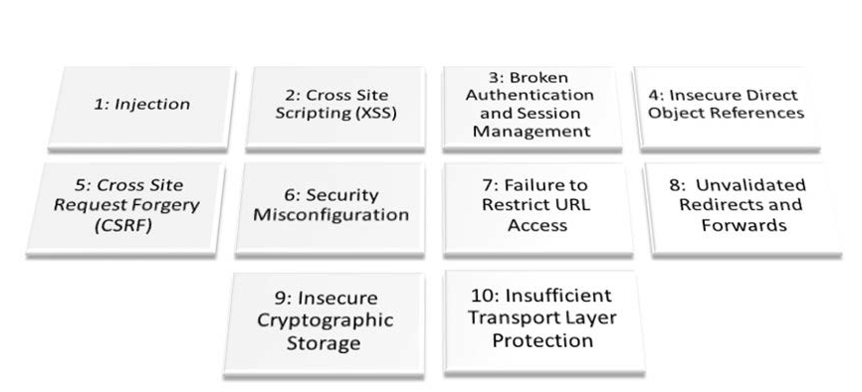 1: Injection
2: Cross Site
Scripting (XSS)
3: Broken
Authentication
and Session
Management
4: Insecure Direct
Object References
5: Cross Site
Request Forgery
(CSRF)
6: Security
Misconfiguration
7: Failure to
Restrict URL
Access
8: Unvalidated
Redirects and
Forwards
9: Insecure
Cryptographic
Storage
10: Insufficient
Transport Layer
Protection